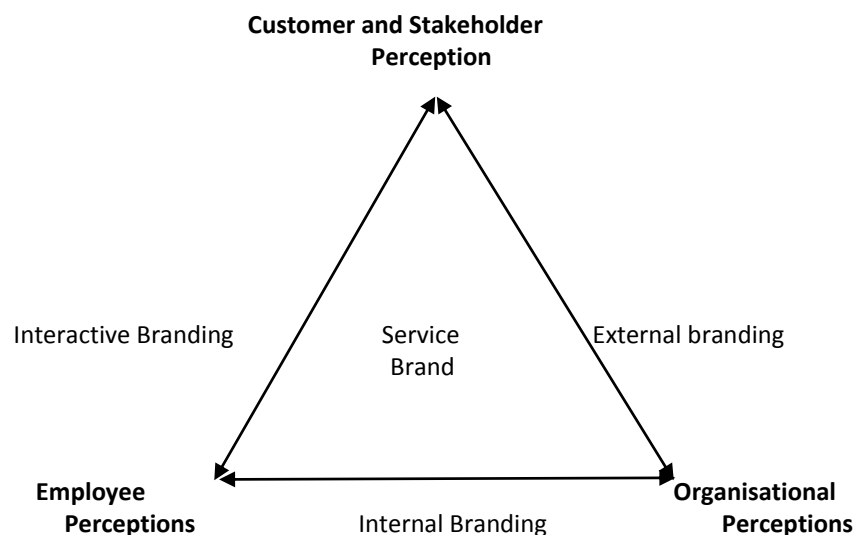 Customer and Stakeholder
Perception
Interactive Branding
Service
Brand
External branding
Employee
Perceptions
Internal Branding
Organisational
Perceptions